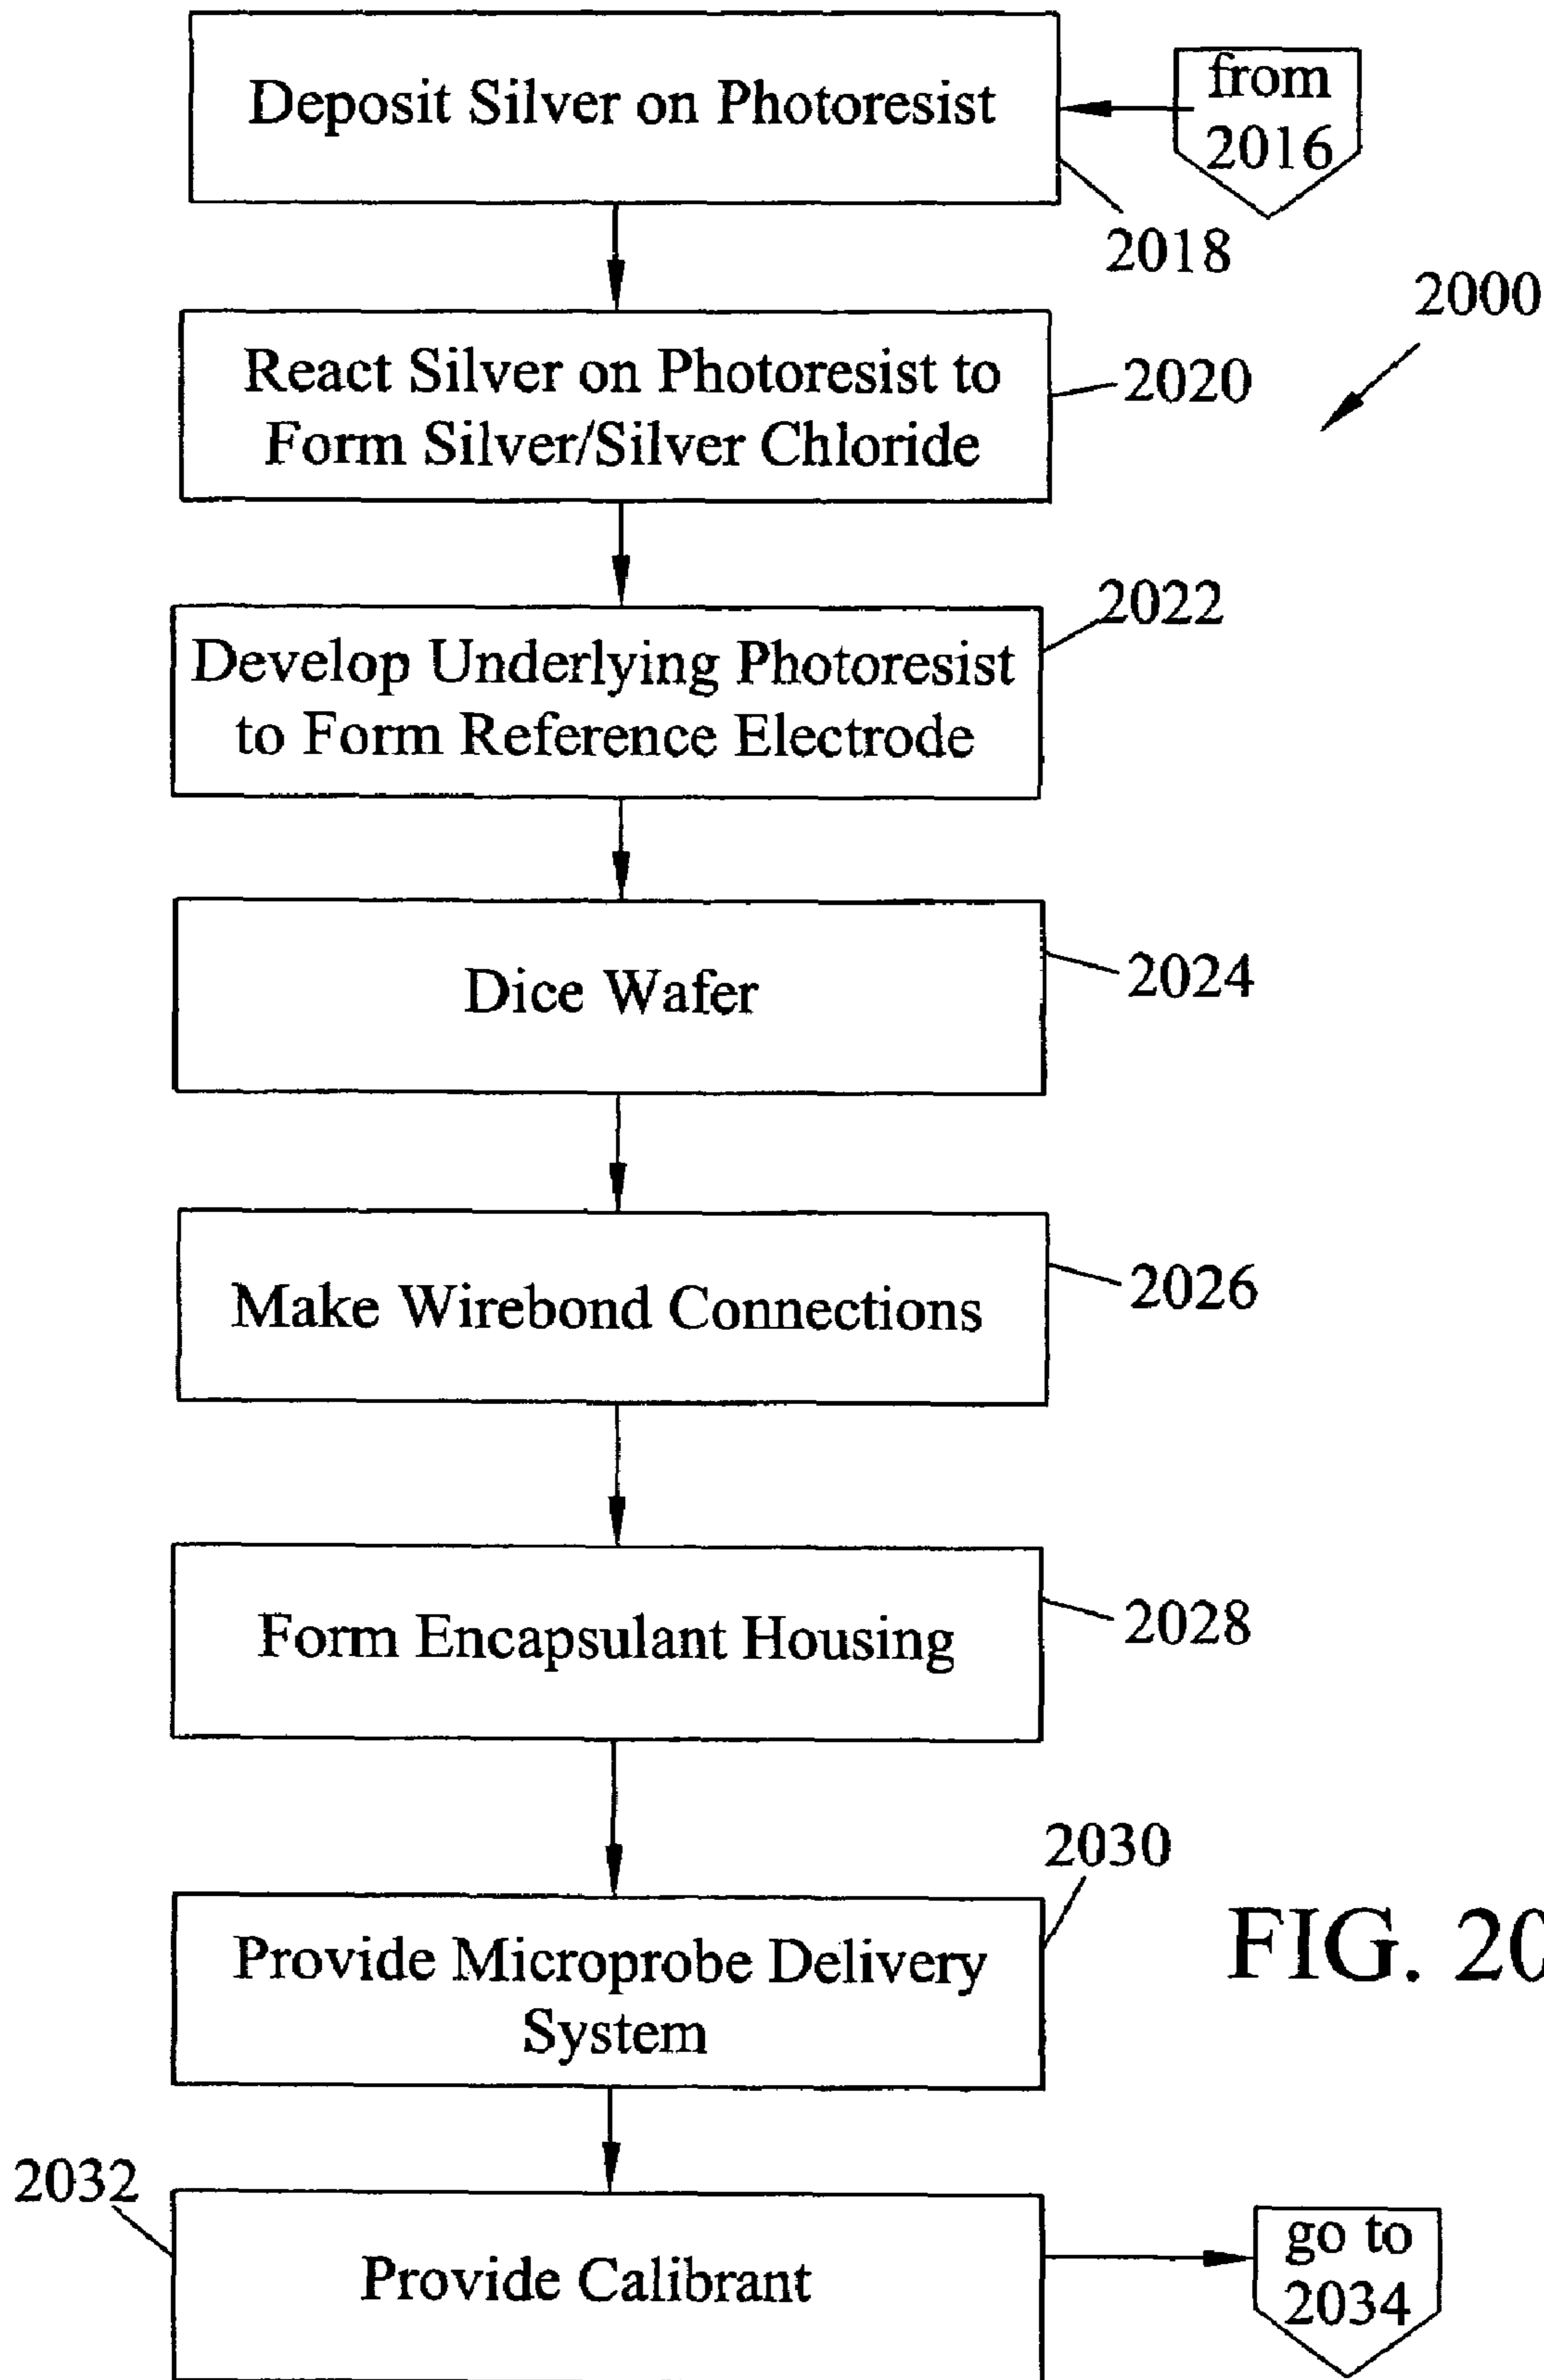 Deposit Silver on Photoresist
from
2016
2018
2000
React Silver on Photoresist to
Form Silver/Silver Chloride
2020
2022
Develop Underlying Photoresist
to Form Reference Electrode
Dice Wafer
2024
Make Wirebond Connections
2026
Form Encapsulant Housing
2028
2030
Provide Microprobe Delivery
System
FIG. 20
2032
Provide Calibrant
go to
2034